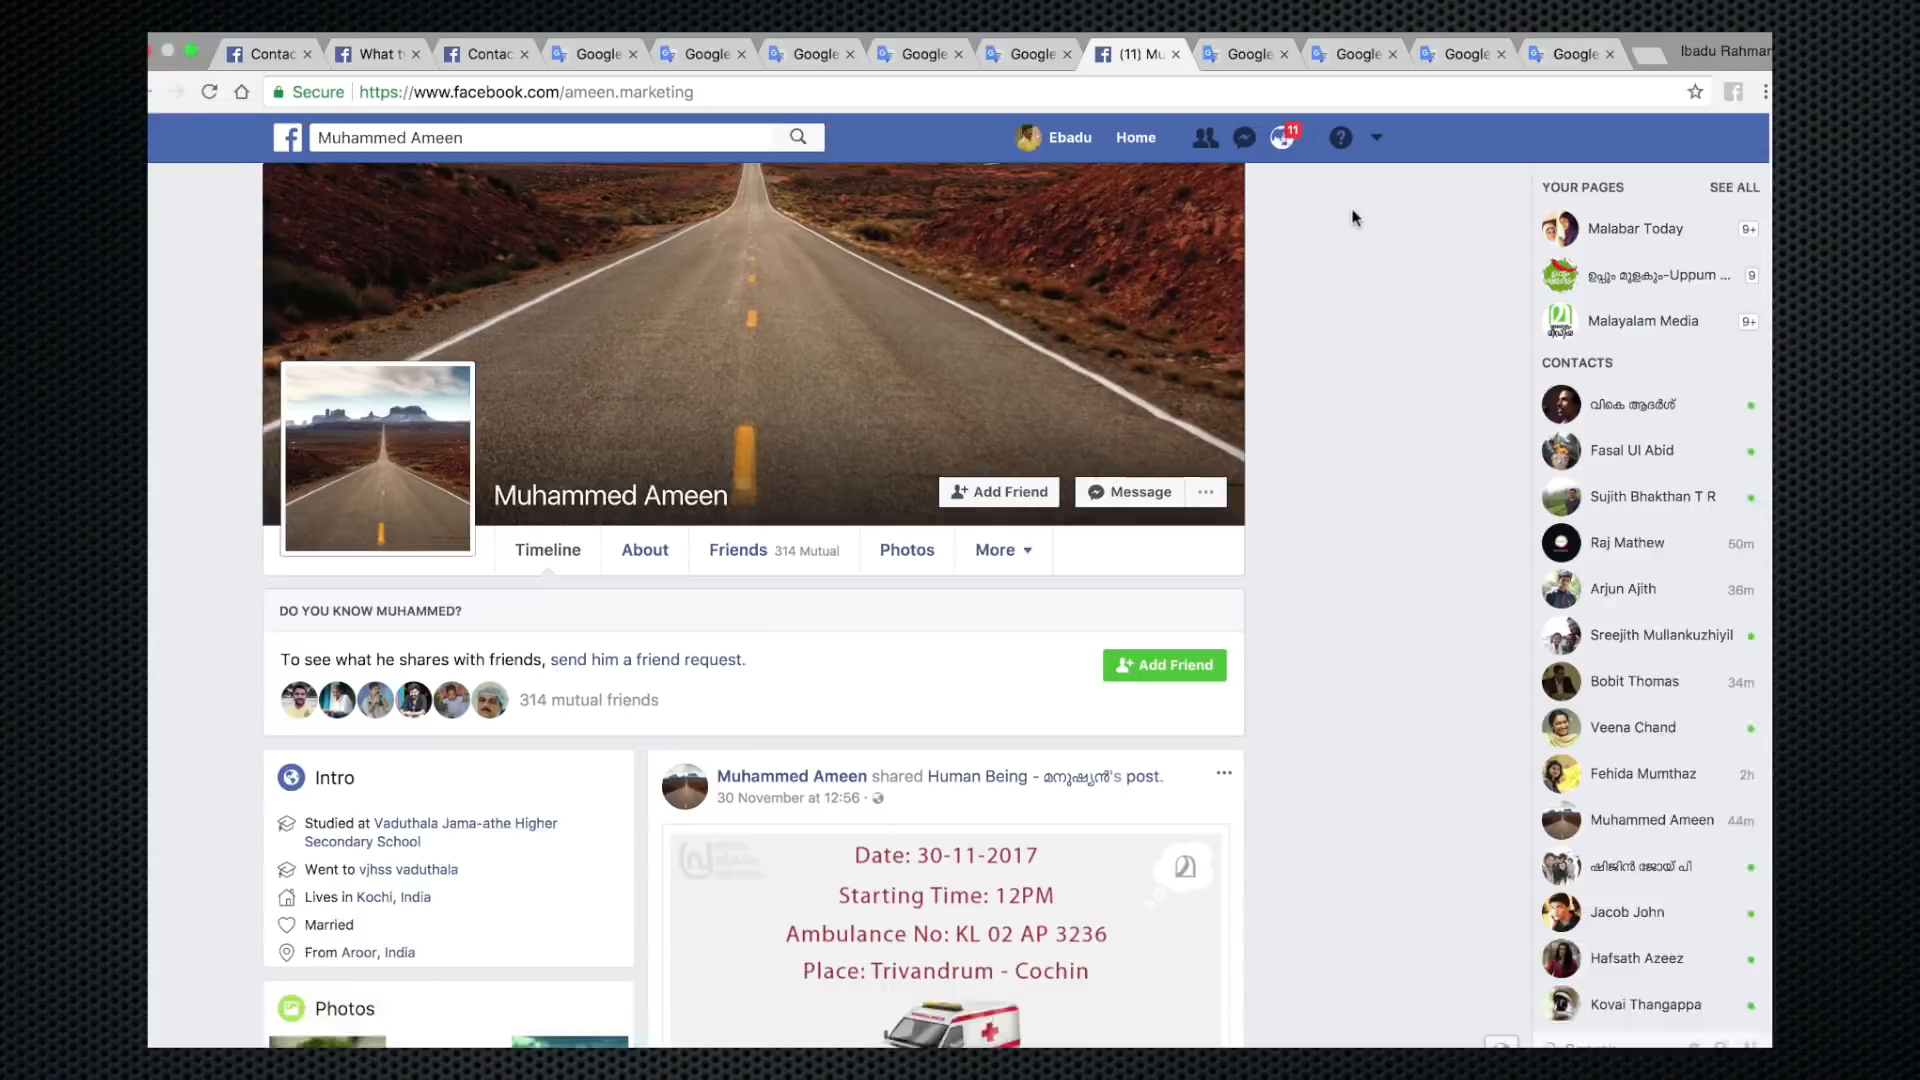 Contac
What ty
Contac
Google
Google
Google
Google
Google
(11) Mu
Google
Google
Google
Google
Ibadu Rahmar
Secure
https://www.facebook.com/ameen.marketing
Muhammed Ameen
Ebadu
Home
11
Muhammed Ameen
Add Friend
Message
Timeline
About
Friends 314 Mutual
Photos
More
DO YOU KNOW MUHAMMED?
To see what he shares with friends, send him a friend request.
Add Friend
314 mutual friends
Intro
Studied at Vaduthala Jama-athe Higher
Secondary School
Went to vjhss vaduthala
Lives in Kochi, India
Married
From Aroor, India
Photos
Muhammed Ameen shared Human Being - മനുഷ്യൻ's post.
30 November at 12:56
Date: 30-11-2017
Starting Time: 12PM
Ambulance No: KL 02 AP 3236
Place: Trivandrum - Cochin
YOUR PAGES SEE ALL
Malabar Today 9+
ഉപ്പും മുളകും-Uppum ... 9
Malayalam Media 9+
CONTACTS
വികെ ആദർശ്
Fasal Ul Abid
Sujith Bhakthan T R
Raj Mathew 50m
Arjun Ajith 36m
Sreejith Mullankuzhiyil
Bobit Thomas 34m
Veena Chand
Fehida Mumthaz 2h
Muhammed Ameen 44m
ഷിജിൻ ജോയ് പി
Jacob John
Hafsath Azeez
Kovai Thangappa